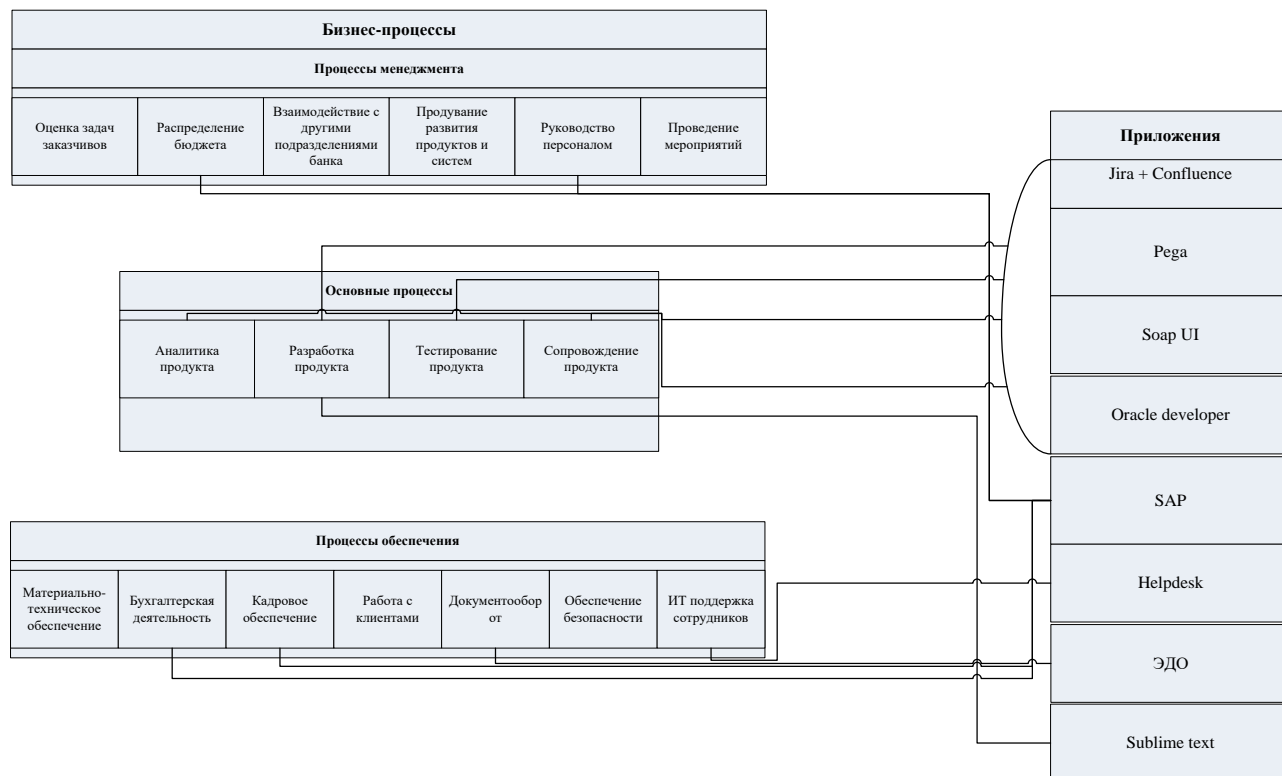 Бизнес-процессы
Процессы менеджмента
Оценка задач
заказчивов
Распределение
бюджета
Взаимодействие с
другими
подразделениями
банка
Продувание
развития
продуктов и
систем
Руководство
персоналом
Проведение
мероприятий
Приложения
Jira + Confluence
Pega
Soap UI
Oracle developer
SAP
Helpdesk
ЭДО
Sublime text
Основные процессы
Аналитика
продукта
Разработка
продукта
Тестирование
продукта
Сопровождение
продукта
Процессы обеспечения
Материально-
техническое
обеспечение
Бухгалтерская
деятельность
Кадровое
обеспечение
Работа с
клиентами
Документообор
от
Обеспечение
безопасности
ИТ поддержка
сотрудников